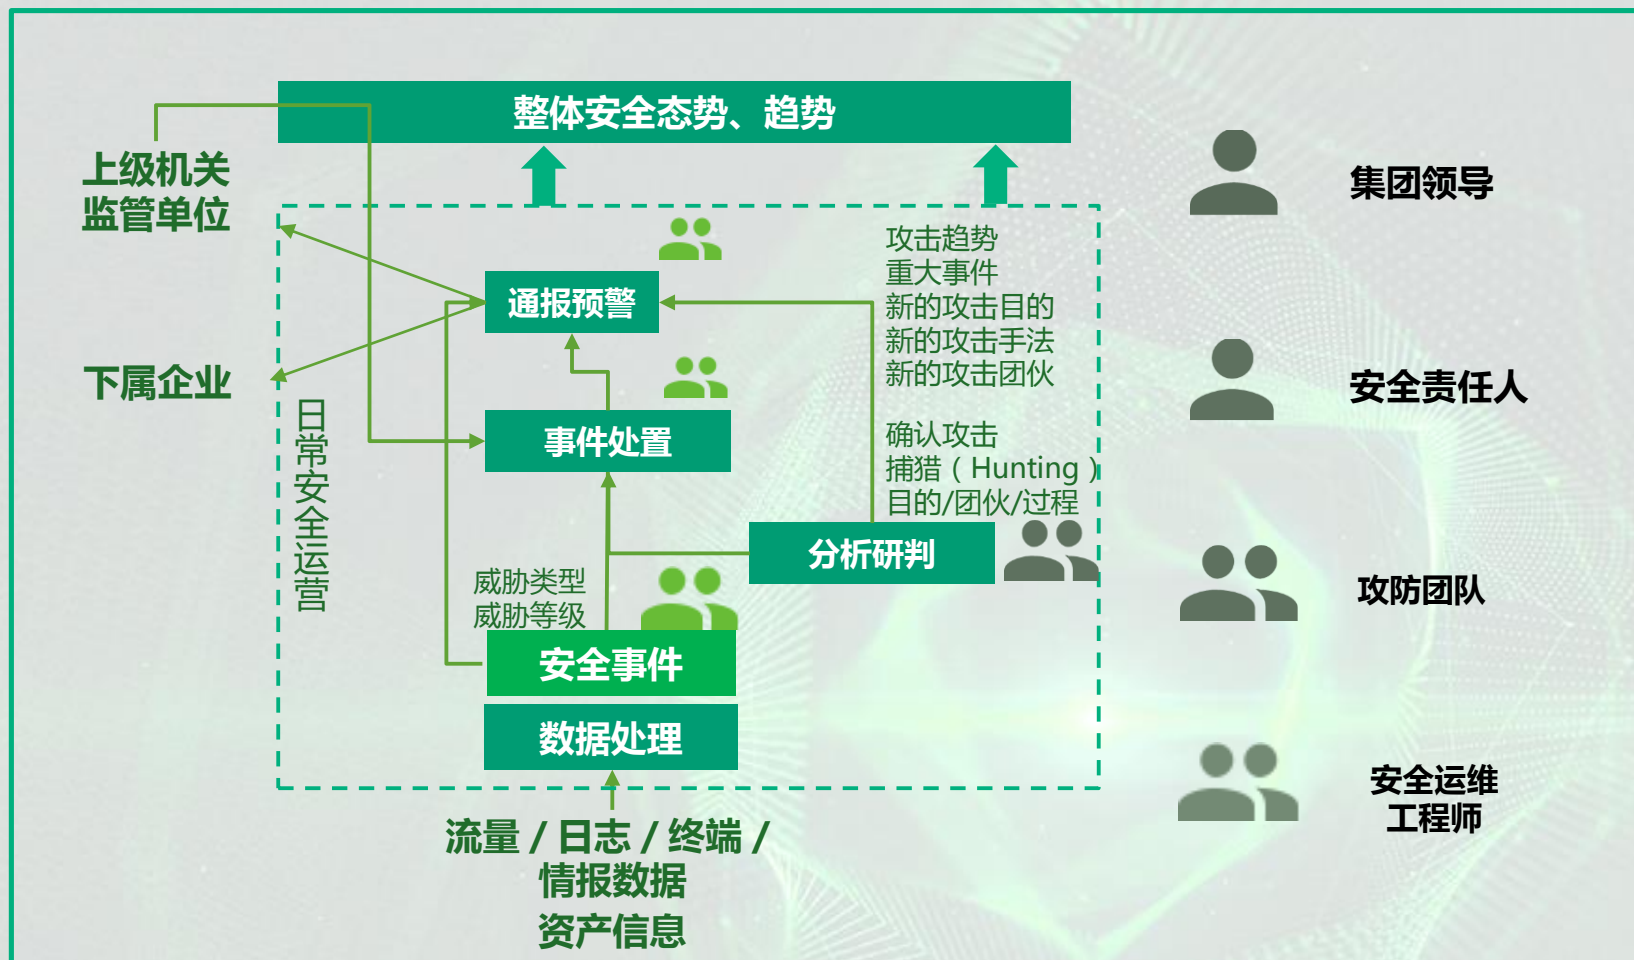 整体安全态势、趋势
上级机关
监管单位
下属企业
日常安全运营
通报预警
事件处置
攻击趋势
重大事件
新的攻击目的
新的攻击手法
新的攻击团伙
确认攻击
捕猎（Hunting）
目的/团伙/过程
分析研判
威胁类型
威胁等级
安全事件
数据处理
流量 / 日志 / 终端 /
情报数据
资产信息
集团领导
安全责任人
攻防团队
安全运维
工程师